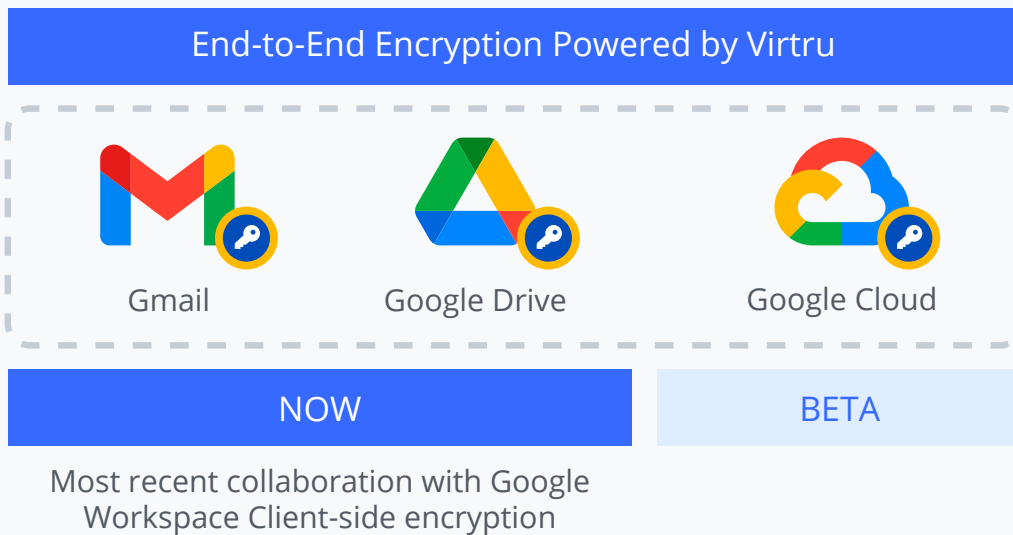 End-to-End Encryption Powered by Virtru
Gmail
Google Drive
Google Cloud
NOW
BETA
Most recent collaboration with Google
Workspace Client-side encryption